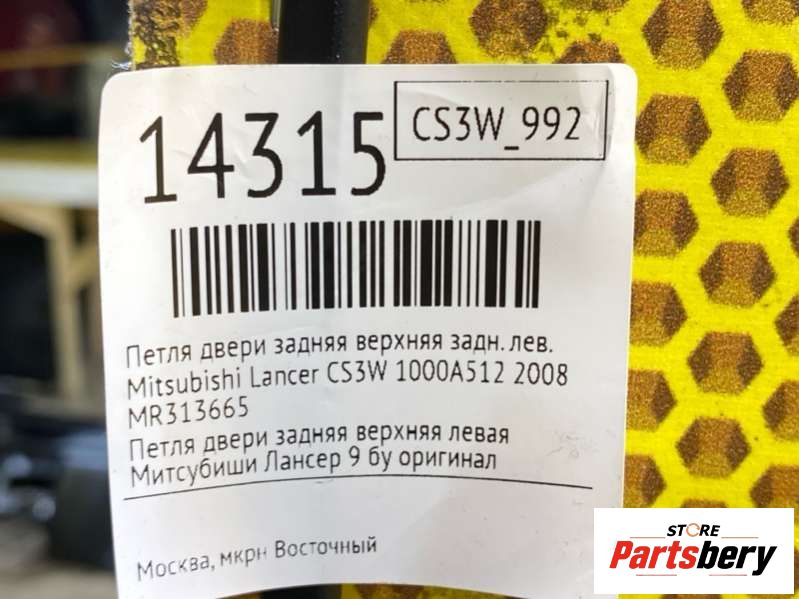 14315
CS3W_992
Петля двери задняя верхняя задн. лев.
Mitsubishi Lancer CS3W 1000A512 2008
MR313665
Петля двери задняя верхняя левая
Митсубиши Лансер 9 бу оригинал
Москва, мкрн Восточный
STORE
Partsbery